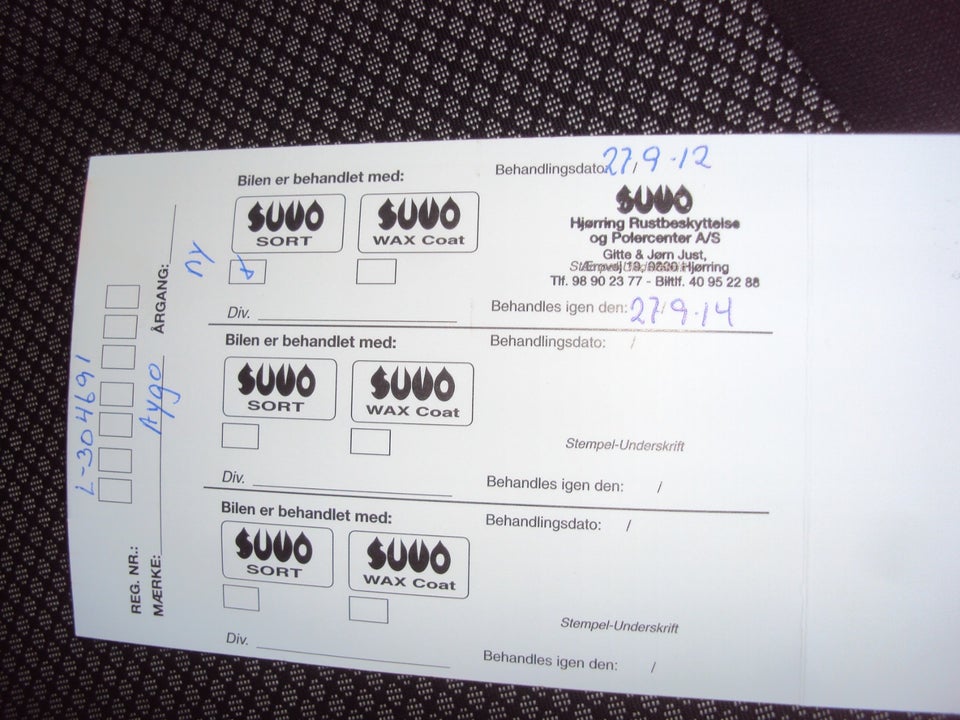 L-304691
REG. NR.:
MÆRKE: Aygo ÅRGANG: ny
Bilen er behandlet med:
Behandlingsdato 27/9-12
SUVO SORT
SUVO WAX Coat
x
SUVO
Hjørring Rustbeskyttelse
og Polercenter A/S
Gitte & Jørn Just,
9800 Hjørring
Tlf. 98 90 23 77 - Biltlf. 40 95 22 88
Div.
Behandles igen den: 27/9-14
Bilen er behandlet med:
Behandlingsdato: /
SUVO SORT
SUVO WAX Coat
Stempel-Underskrift
Div.
Behandles igen den: /
Bilen er behandlet med:
Behandlingsdato: /
SUVO SORT
SUVO WAX Coat
Stempel-Underskrift
Div.
Behandles igen den: /